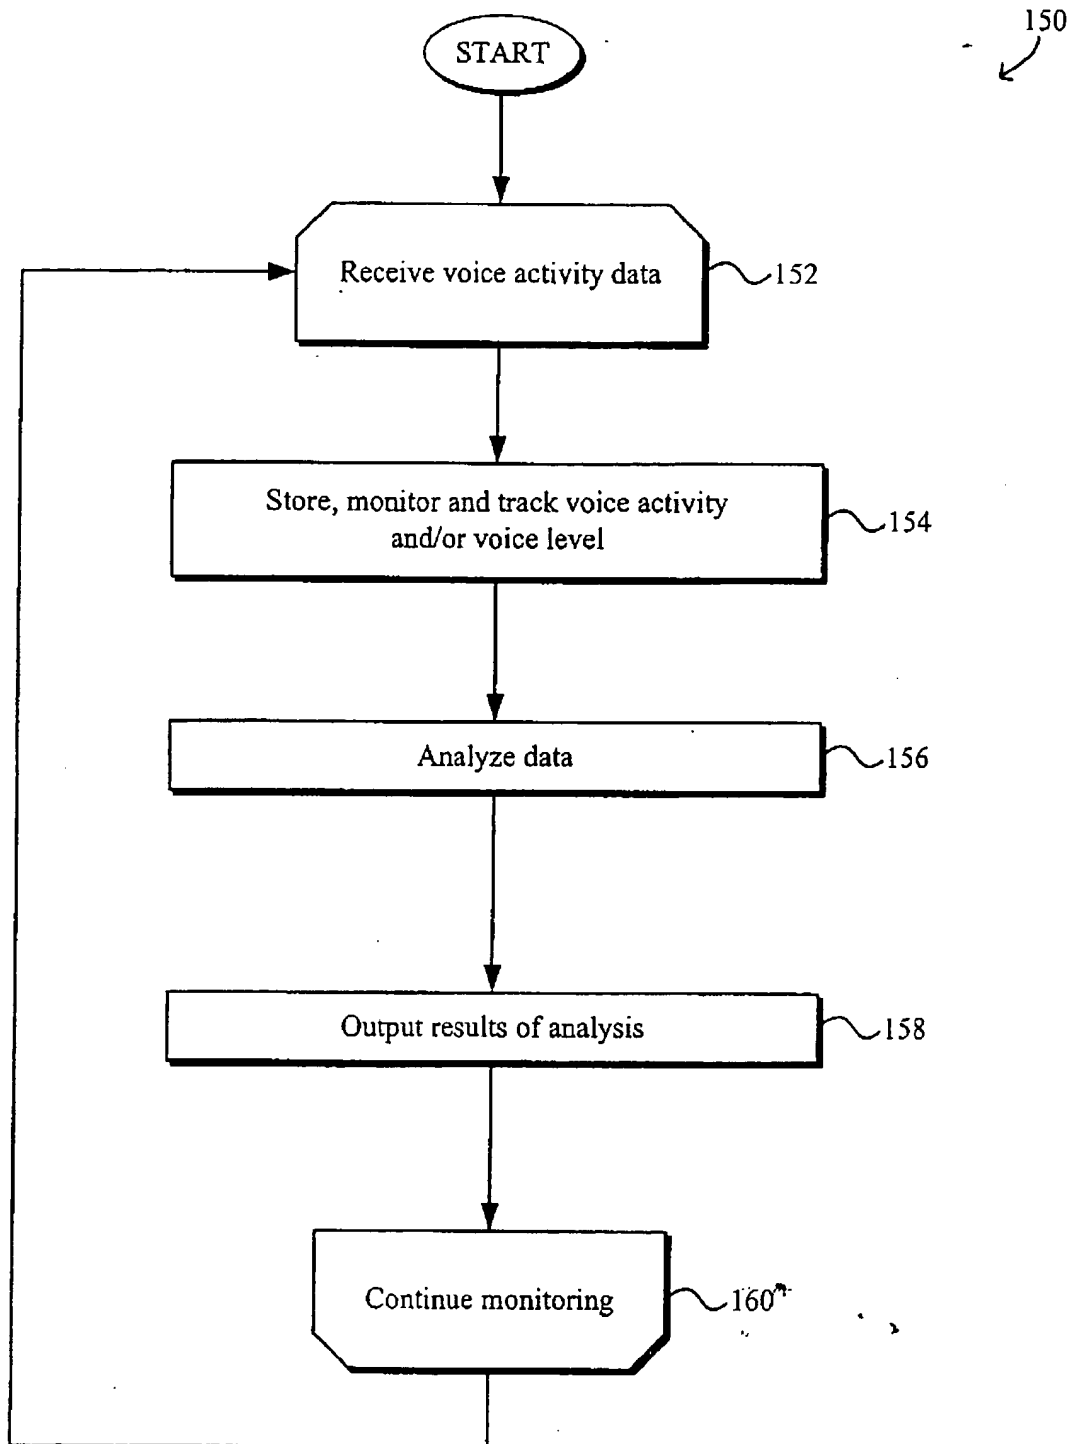 START
150
Receive voice activity data
152
Store, monitor and track voice activity
and/or voice level
154
Analyze data
156
Output results of analysis
158
Continue monitoring
160